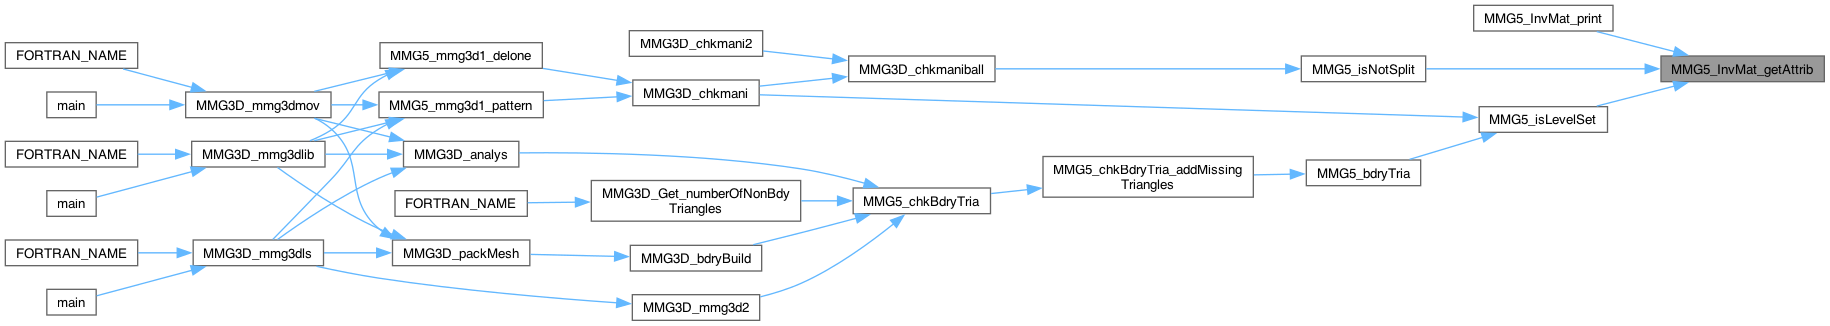 FORTRAN_NAME
main
FORTRAN_NAME
main
FORTRAN_NAME
main
MMG3D_mmg3dmov
MMG3D_mmg3dlib
MMG3D_mmg3dls
MMG5_mmg3d1_delone
MMG5_mmg3d1_pattern
MMG3D_analys
FORTRAN_NAME
MMG3D_packMesh
MMG3D_chkmani2
MMG3D_chkmani
MMG3D_Get_numberOfNonBdy
Triangles
MMG3D_bdryBuild
MMG3D_mmg3d2
MMG3D_chkmaniball
MMG5_chkBdryTria
MMG5_chkBdryTria_addMissing
Triangles
MMG5_isNotSplit
MMG5_bdryTria
MMG5_InvMat_print
MMG5_isLevelSet
MMG5_InvMat_getAttrib